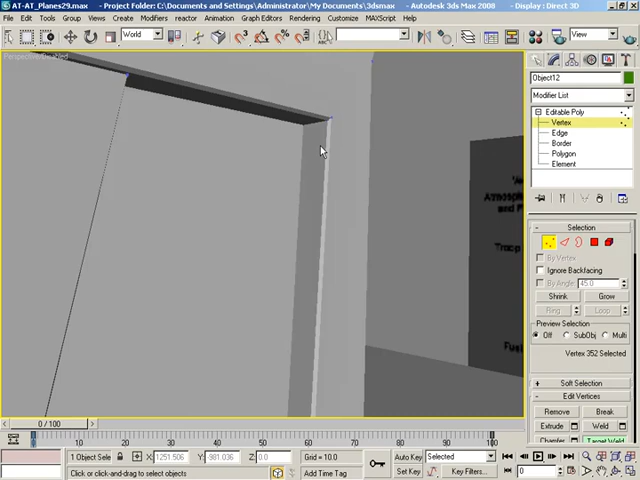 AT-AT_Planes29.max - Project Folder: C:\Documents and Settings\Administrator\My Documents\3dsmax - Autodesk 3ds Max 2008 - Display : Direct 3D
File Edit Tools Group Views Create Modifiers reactor Animation Graph Editors Rendering Customize MAXScript Help
World
View
Perspective/Disabled
Object12
Modifier List
Editable Poly
Vertex
Edge
Border
Polygon
Element
Selection
By Vertex
Ignore Backfacing
By Angle: 45.0
Shrink Grow
Ring Loop
Preview Selection
Off SubObj Multi
Vertex 352 Selected
Soft Selection
Edit Vertices
Remove Break
Extrude Weld
Chamfer Target Weld
0 / 100
0 10 20 30 40 50 60 70 80 90 100
1 Object Sele X: 1251.506 Y: -981.036 Z: 0.0 Grid = 10.0
Click or click-and-drag to select objects
Add Time Tag
Auto Key Selected
Set Key Key Filters...
0